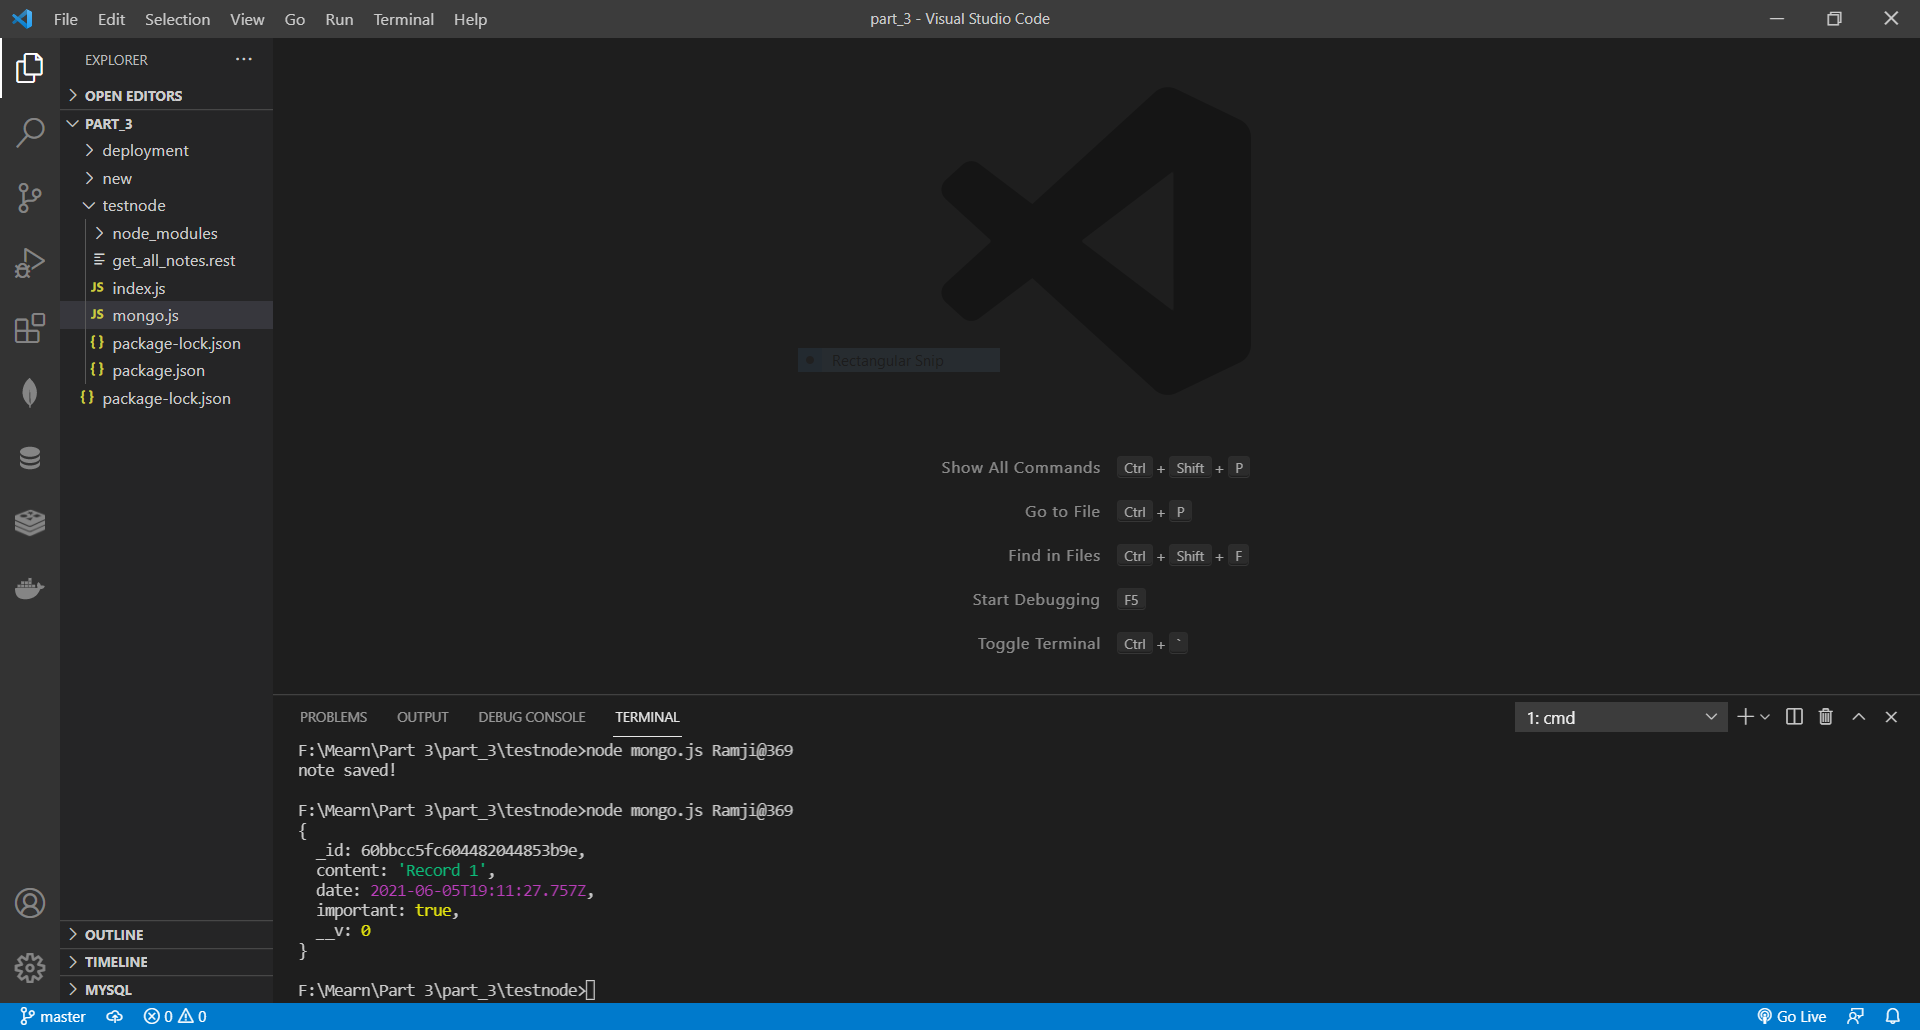 File Edit Selection View Go Run Terminal Help
part_3 - Visual Studio Code
EXPLORER
OPEN EDITORS
PART_3
deployment
new
testnode
node_modules
get_all_notes.rest
JS index.js
JS mongo.js
{} package-lock.json
{} package.json
{} package-lock.json
OUTLINE
TIMELINE
MYSQL
Rectangular Snip
Show All Commands Ctrl + Shift + P
Go to File Ctrl + P
Find in Files Ctrl + Shift + F
Start Debugging F5
Toggle Terminal Ctrl + `
PROBLEMS OUTPUT DEBUG CONSOLE TERMINAL
1: cmd
F:\Mearn\Part 3\part_3\testnode>node mongo.js Ramji@369
note saved!
F:\Mearn\Part 3\part_3\testnode>node mongo.js Ramji@369
{
_id: 60bbcc5fc604482044853b9e,
content: 'Record 1',
date: 2021-06-05T19:11:27.757Z,
important: true,
__v: 0
}
F:\Mearn\Part 3\part_3\testnode>
master 0 0
Go Live